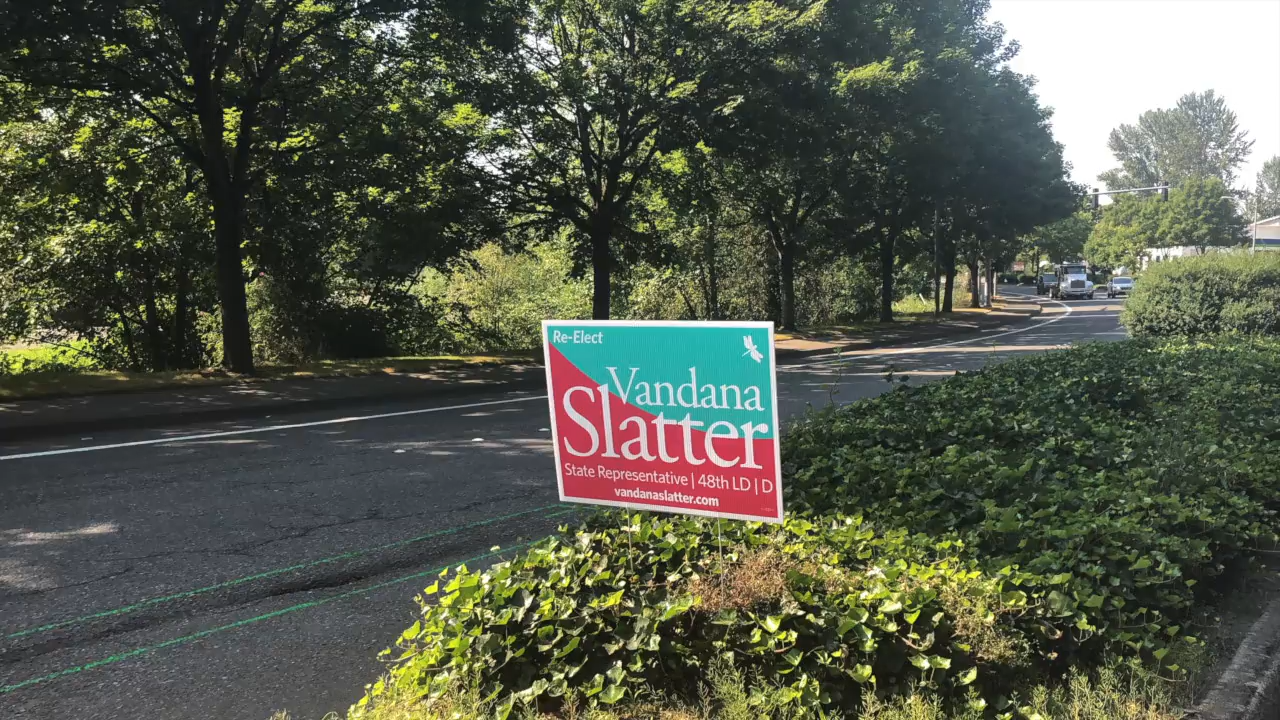 Re-Elect
Vandana
Slatter
State Representative | 48th LD | D
vandanaslatter.com